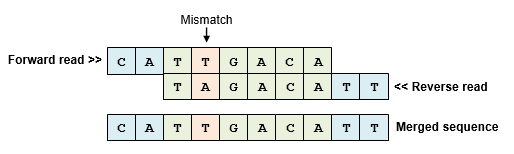 Mismatch
Forward read >> C A T T G A C A
T A G A C A T T << Reverse read
C A T T G A C A T T Merged sequence